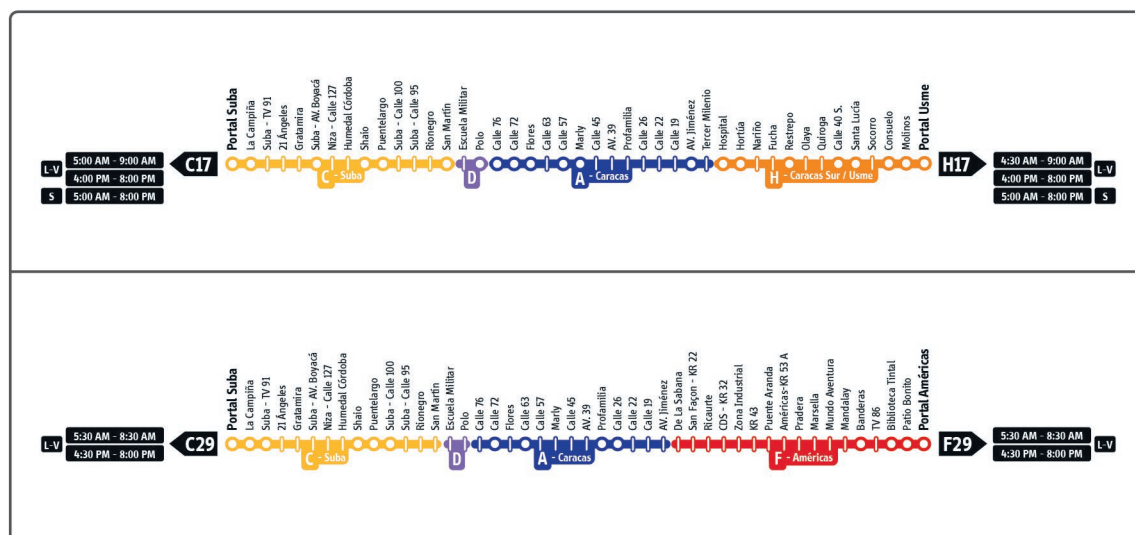 Portal Suba
La Campiña
Suba - TV 91
21 Ángeles
Gratamira
Suba - AV. Boyacá
Niza - Calle 127
Humedal Córdoba
Shaio
Puentelargo
Suba - Calle 100
Suba - Calle 95
Rionegro
San Martín
Escuela Militar
Polo
Calle 76
Calle 72
Flores
Calle 63
Calle 57
Marly
Calle 45
AV. 39
Profamilia
Calle 26
Calle 22
Calle 19
AV. Jiménez
Tercer Milenio
Hospital
Hortúa
Nariño
Fucha
Restrepo
Olaya
Quiroga
Calle 40 S.
Santa Lucía
Socorro
Consuelo
Molinos
Portal Usme
L-V
5:00 AM - 9:00 AM
4:00 PM - 8:00 PM
S
5:00 AM - 8:00 PM
C17
C - Suba
D
A - Caracas
H - Caracas Sur / Usme
H17
4:30 AM - 9:00 AM
4:00 PM - 8:00 PM
L-V
5:00 AM - 8:00 PM
S
Portal Suba
La Campiña
Suba - TV 91
21 Ángeles
Gratamira
Suba - AV. Boyacá
Niza - Calle 127
Humedal Córdoba
Shaio
Puentelargo
Suba - Calle 100
Suba - Calle 95
Rionegro
San Martín
Escuela Militar
Polo
Calle 76
Calle 72
Flores
Calle 63
Calle 57
Marly
Calle 45
AV. 39
Profamilia
Calle 26
Calle 22
Calle 19
AV. Jiménez
De La Sabana
San Façon - KR 22
Ricaurte
CDS - KR 32
Zona Industrial
KR 43
Puente Aranda
Américas-KR 53 A
Pradera
Marsella
Mundo Aventura
Mandalay
Banderas
TV 86
Biblioteca Tintal
Patio Bonito
Portal Américas
L-V
5:30 AM - 8:30 AM
4:30 PM - 8:00 PM
C29
C - Suba
D
A - Caracas
F - Américas
F29
5:30 AM - 8:30 AM
4:30 PM - 8:00 PM
L-V